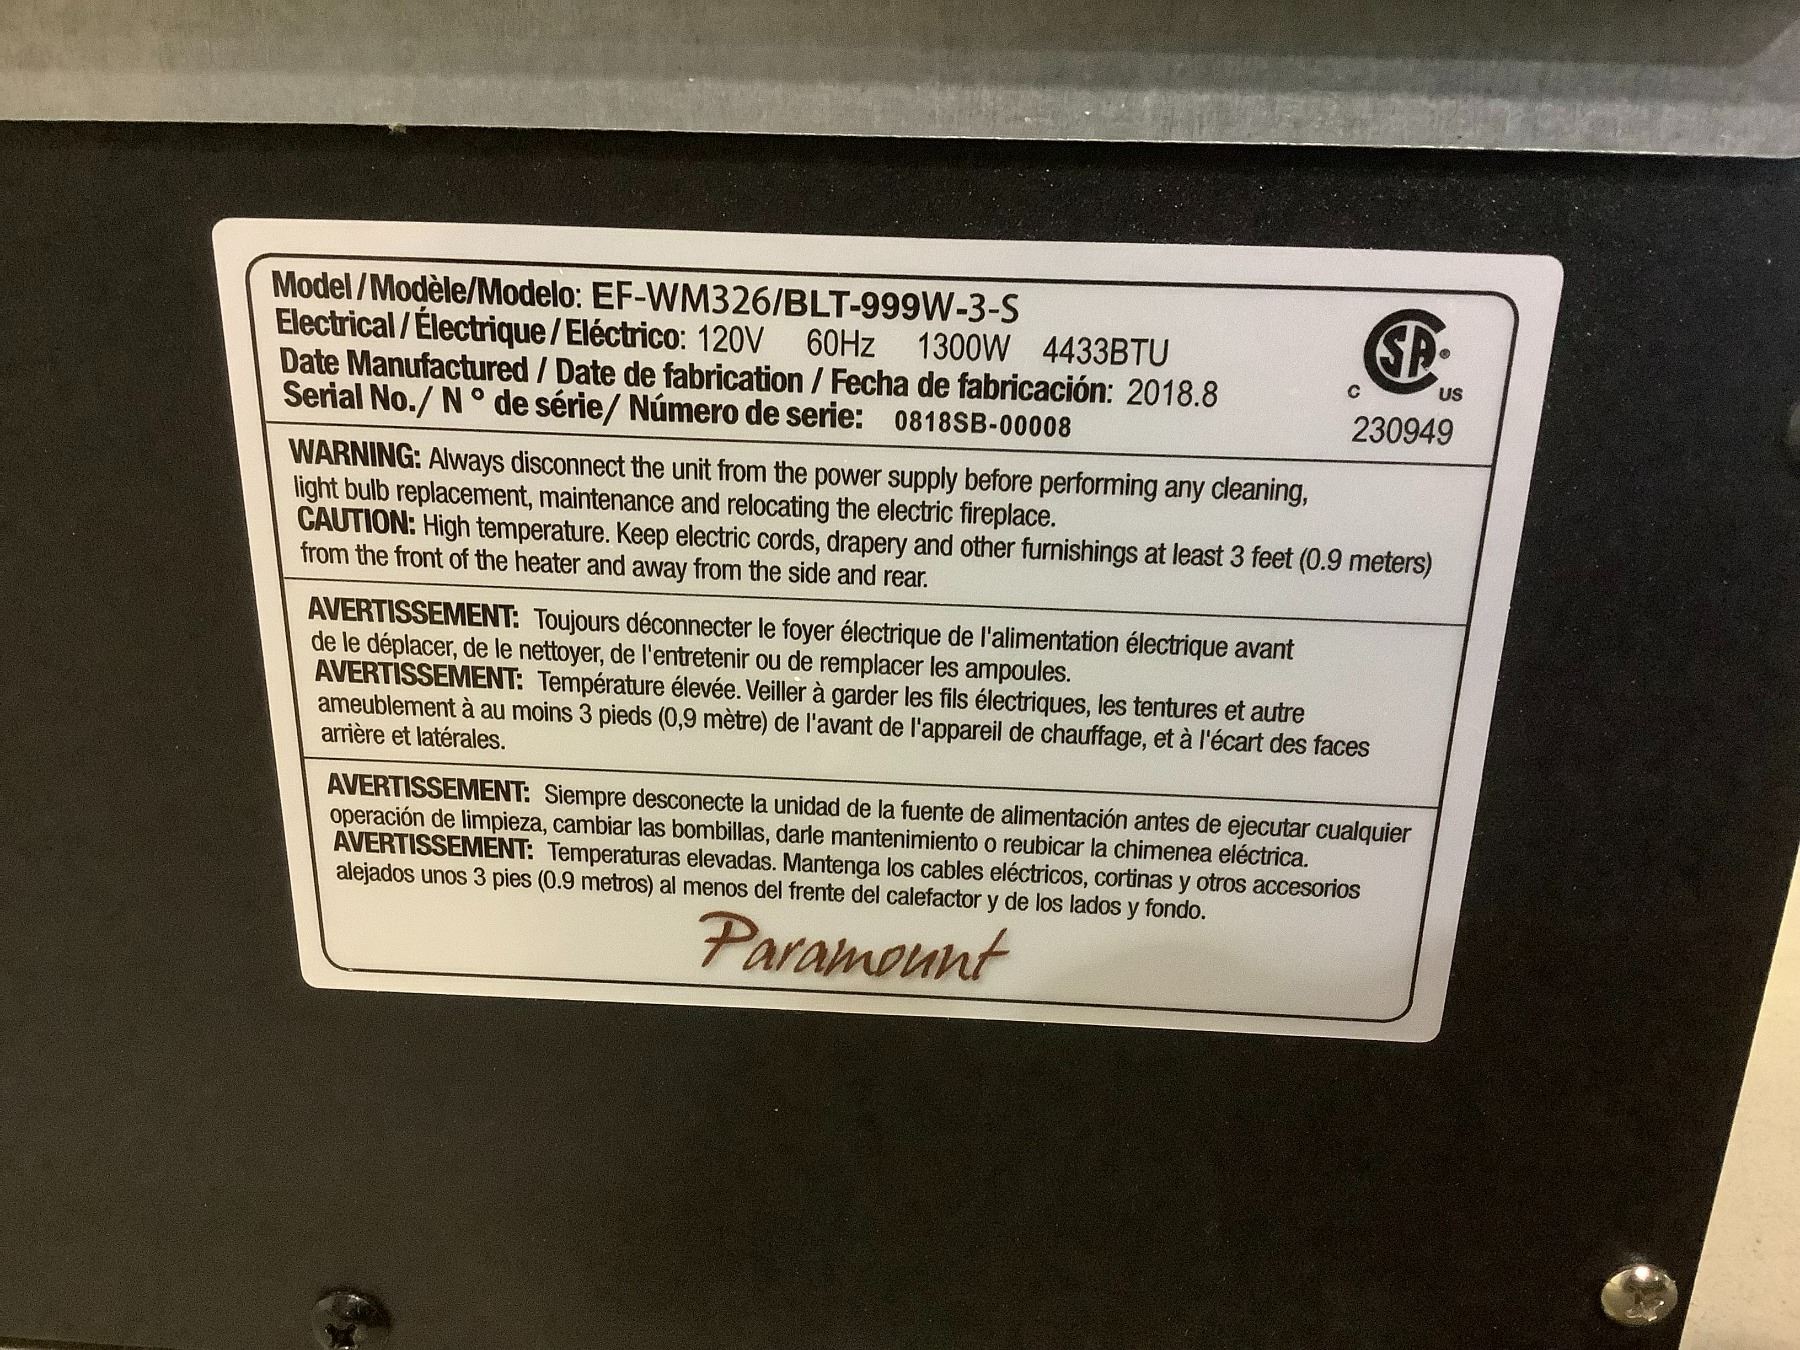 Model/Modèle/Modelo: EF-WM326/BLT-999W-3-S
Electrical/Électrique/Eléctrico: 120V 60Hz 1300W 4433BTU
Date Manufactured / Date de fabrication / Fecha de fabricación: 2018.8
Serial No./ N° de série/ Número de serie: 0818SB-00008
SA
C US
230949
WARNING: Always disconnect the unit from the power supply before performing any cleaning,
light bulb replacement, maintenance and relocating the electric fireplace.
CAUTION: High temperature. Keep electric cords, drapery and other furnishings at least 3 feet (0.9 meters)
from the front of the heater and away from the side and rear.
AVERTISSEMENT: Toujours déconnecter le foyer électrique de l'alimentation électrique avant
de le déplacer, de le nettoyer, de l'entretenir ou de remplacer les ampoules.
AVERTISSEMENT: Température élevée. Veiller à garder les fils électriques, les tentures et autre
ameublement à au moins 3 pieds (0,9 mètre) de l'avant de l'appareil de chauffage, et à l'écart des faces
arrière et latérales.
AVERTISSEMENT: Siempre desconecte la unidad de la fuente de alimentación antes de ejecutar cualquier
operación de limpieza, cambiar las bombillas, darle mantenimiento o reubicar la chimenea eléctrica.
AVERTISSEMENT: Temperaturas elevadas. Mantenga los cables eléctricos, cortinas y otros accesorios
alejados unos 3 pies (0.9 metros) al menos del frente del calefactor y de los lados y fondo.
Paramount